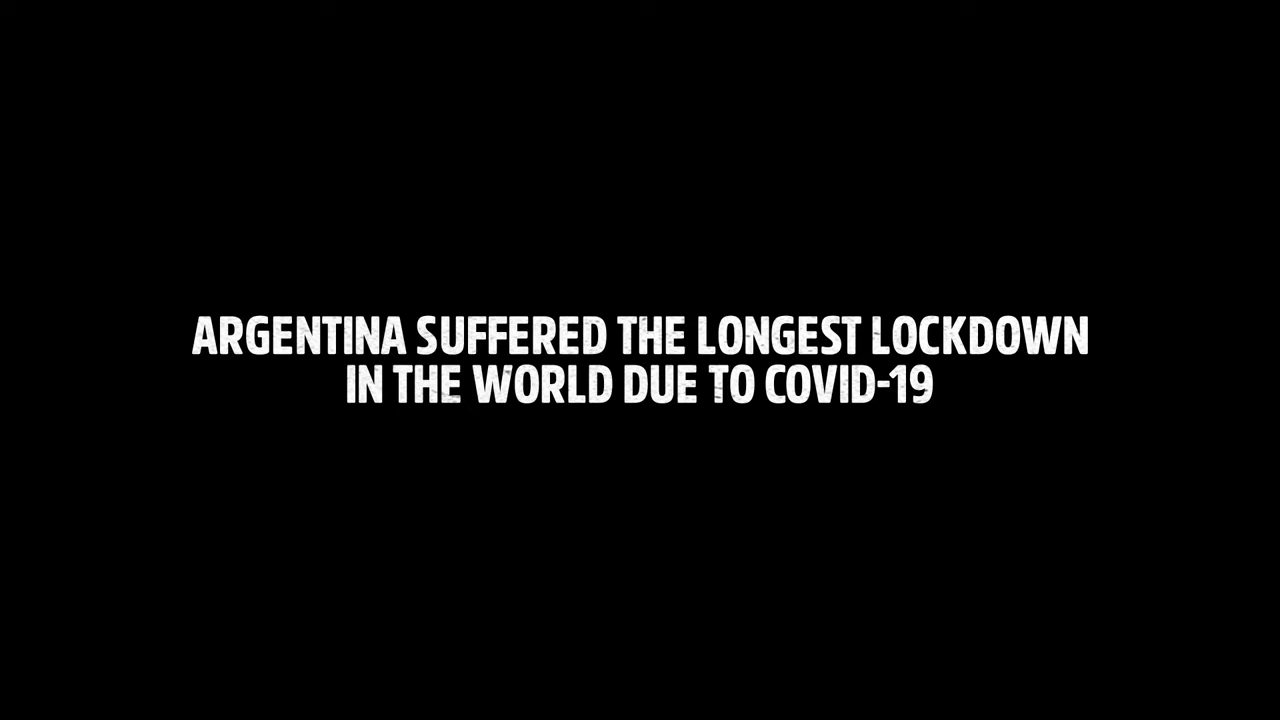 ARGENTINA SUFFERED THE LONGEST LOCKDOWN
IN THE WORLD DUE TO COVID-19